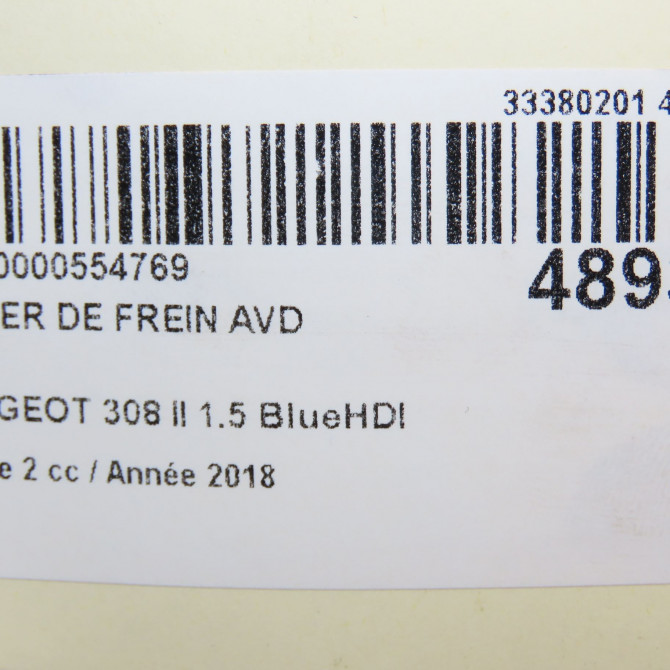 33380201 4
0000554769
489
ER DE FREIN AVD
GEOT 308 II 1.5 BlueHDI
e 2 cc / Année 2018